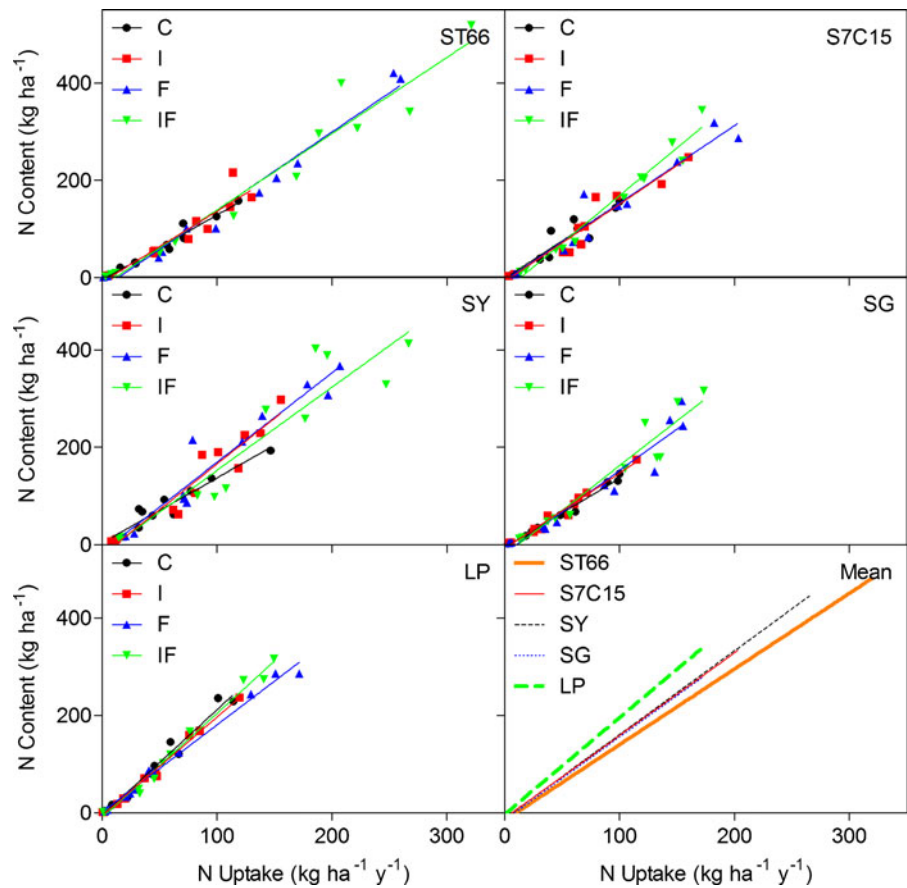 C
I
F
IF
ST66
400
200
0
N Content (kg ha⁻¹)
C
I
F
IF
S7C15
C
I
F
IF
SY
400
200
0
N Content (kg ha⁻¹)
C
I
F
IF
SG
C
I
F
IF
LP
400
200
0
N Content (kg ha⁻¹)
0 100 200 300
N Uptake (kg ha⁻¹ y⁻¹)
ST66
S7C15
SY
SG
LP
Mean
0 100 200 300
N Uptake (kg ha⁻¹ y⁻¹)